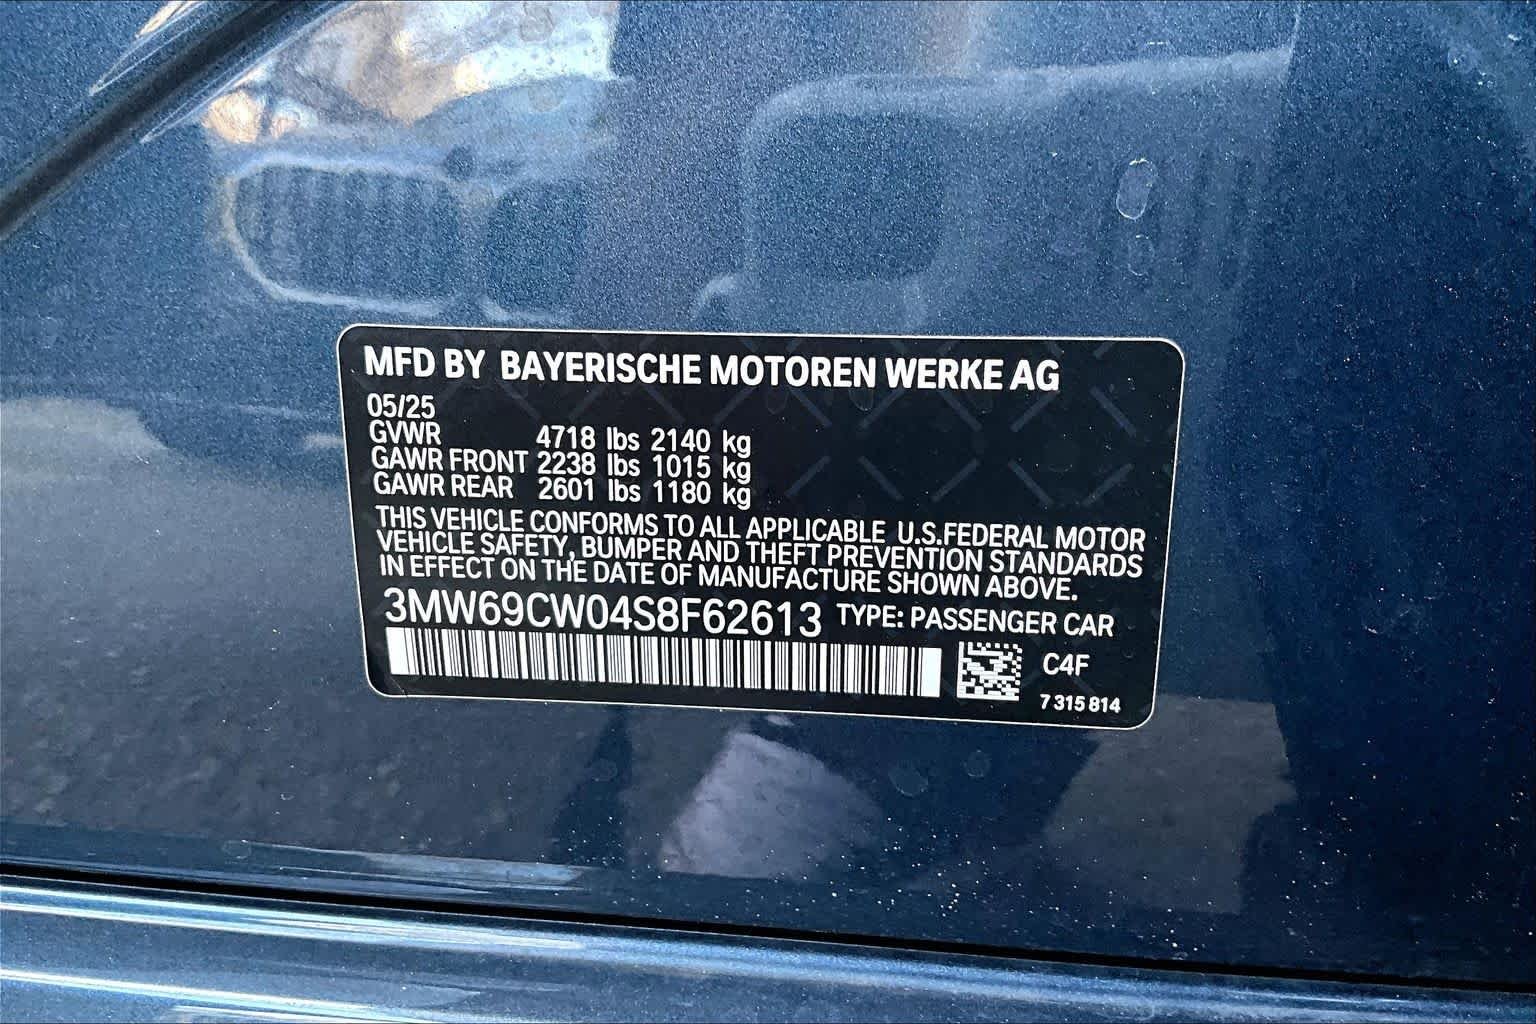 MFD BY BAYERISCHE MOTOREN WERKE AG
05/25
GVWR 4718 lbs 2140 kg
GAWR FRONT 2238 lbs 1015 kg
GAWR REAR 2601 lbs 1180 kg
THIS VEHICLE CONFORMS TO ALL APPLICABLE U.S.FEDERAL MOTOR
VEHICLE SAFETY, BUMPER AND THEFT PREVENTION STANDARDS
IN EFFECT ON THE DATE OF MANUFACTURE SHOWN ABOVE.
3MW69CW04S8F62613 TYPE: PASSENGER CAR
C4F
7 315 814